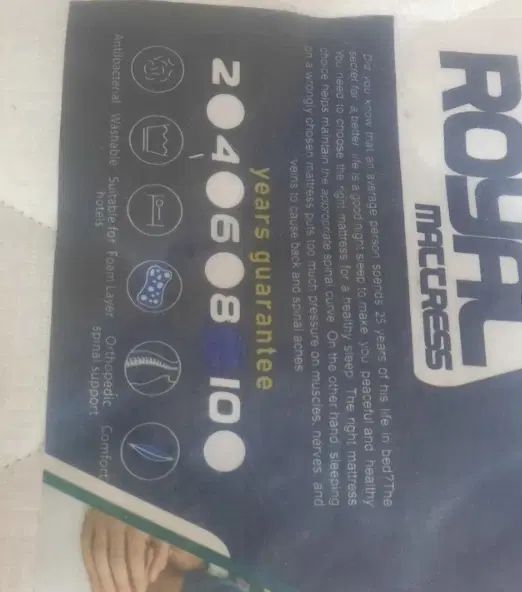 ROYAL
MATTRESS
Did you know that an average person spends 25 years of his life in bed?The
secret for a better life is a good night sleep to make you peaceful and healthy
You need to choose the right mattress for a healthy sleep. The right mattress
choice helps maintain the appropriate spinal curve. On the other hand, sleeping
on a wrongly chosen mattress puts too much pressure on muscles, nerves and
veins to cause back and spinal aches
years guarantee
2 4 6 8 10
Antibacterial Washable Suitable for hotels Foam Layer Orthopedic spinal support Comfort